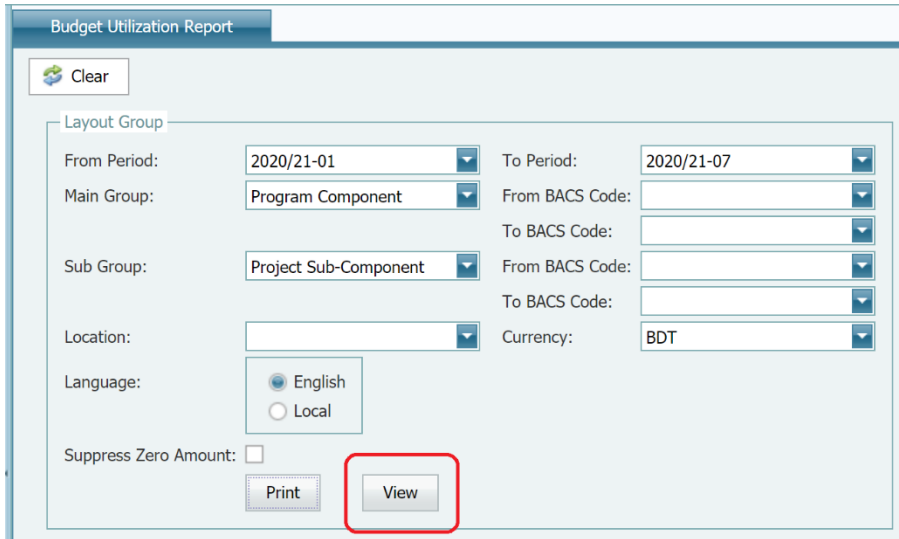 Budget Utilization Report
Clear
Layout Group
From Period: 2020/21-01 To Period: 2020/21-07
Main Group: Program Component From BACS Code:
To BACS Code:
Sub Group: Project Sub-Component From BACS Code:
To BACS Code:
Location: Currency: BDT
Language: English
Local
Suppress Zero Amount:
Print View